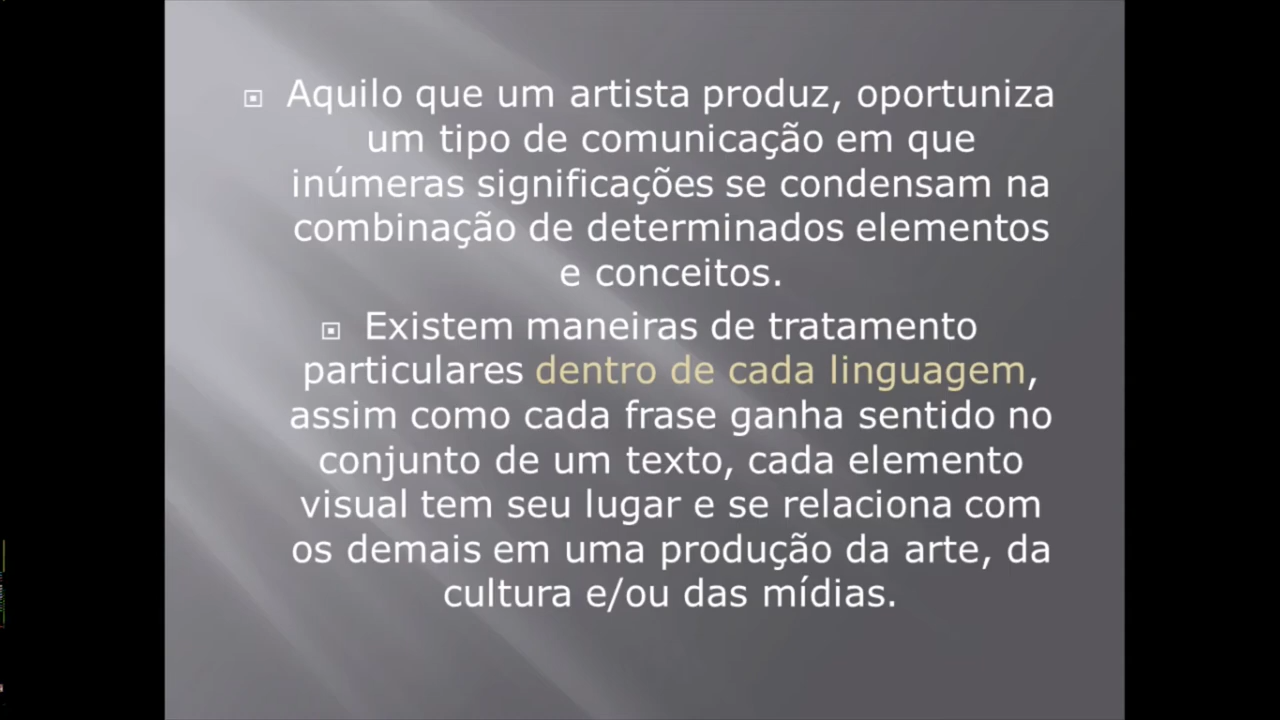 Aquilo que um artista produz, oportuniza
um tipo de comunicação em que
inúmeras significações se condensam na
combinação de determinados elementos
e conceitos.
Existem maneiras de tratamento
particulares dentro de cada linguagem,
assim como cada frase ganha sentido no
conjunto de um texto, cada elemento
visual tem seu lugar e se relaciona com
os demais em uma produção da arte, da
cultura e/ou das mídias.